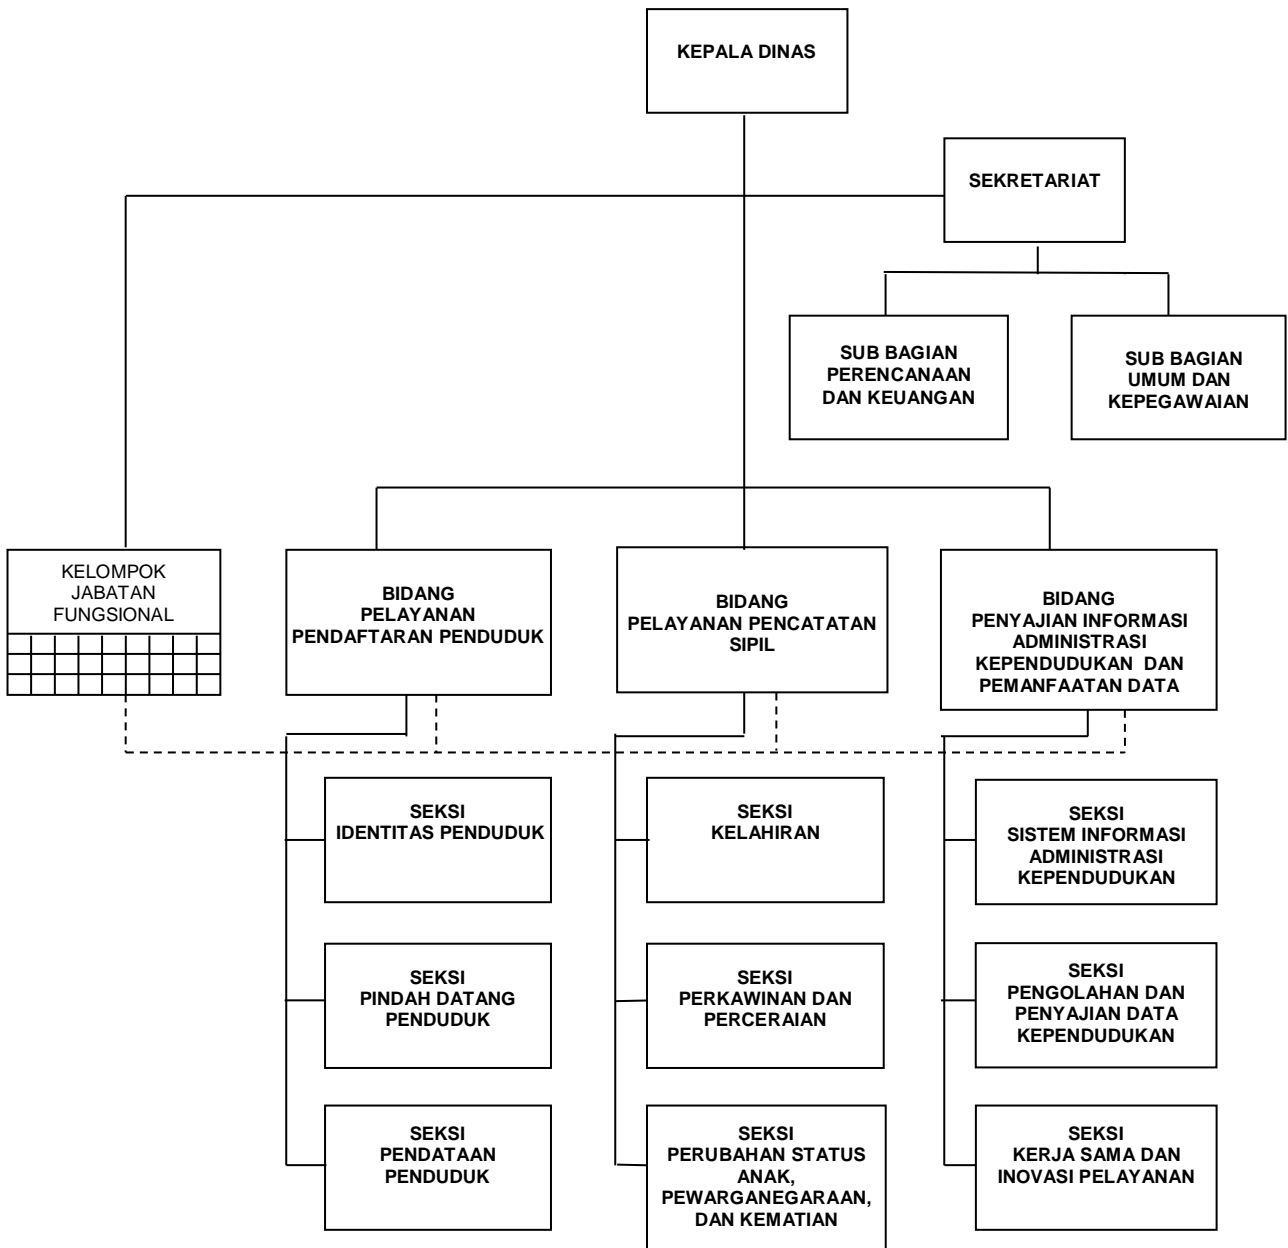 KEPALA DINAS
SEKRETARIAT
SUB BAGIAN
PERENCANAAN
DAN KEUANGAN
SUB BAGIAN
UMUM DAN
KEPEGAWAIAN
KELOMPOK
JABATAN
FUNGSIONAL
BIDANG
PELAYANAN
PENDAFTARAN PENDUDUK
BIDANG
PELAYANAN PENCATATAN
SIPIL
BIDANG
PENYAJIAN INFORMASI
ADMINISTRASI
KEPENDUDUKAN DAN
PEMANFAATAN DATA
SEKSI
IDENTITAS PENDUDUK
SEKSI
KELAHIRAN
SEKSI
SISTEM INFORMASI
ADMINISTRASI
KEPENDUDUKAN
SEKSI
PINDAH DATANG
PENDUDUK
SEKSI
PERKAWINAN DAN
PERCERAIAN
SEKSI
PENGOLAHAN DAN
PENYAJIAN DATA
KEPENDUDUKAN
SEKSI
PENDATAAN
PENDUDUK
SEKSI
PERUBAHAN STATUS
ANAK,
PEWARGANEGARAAN,
DAN KEMATIAN
SEKSI
KERJA SAMA DAN
INOVASI PELAYANAN